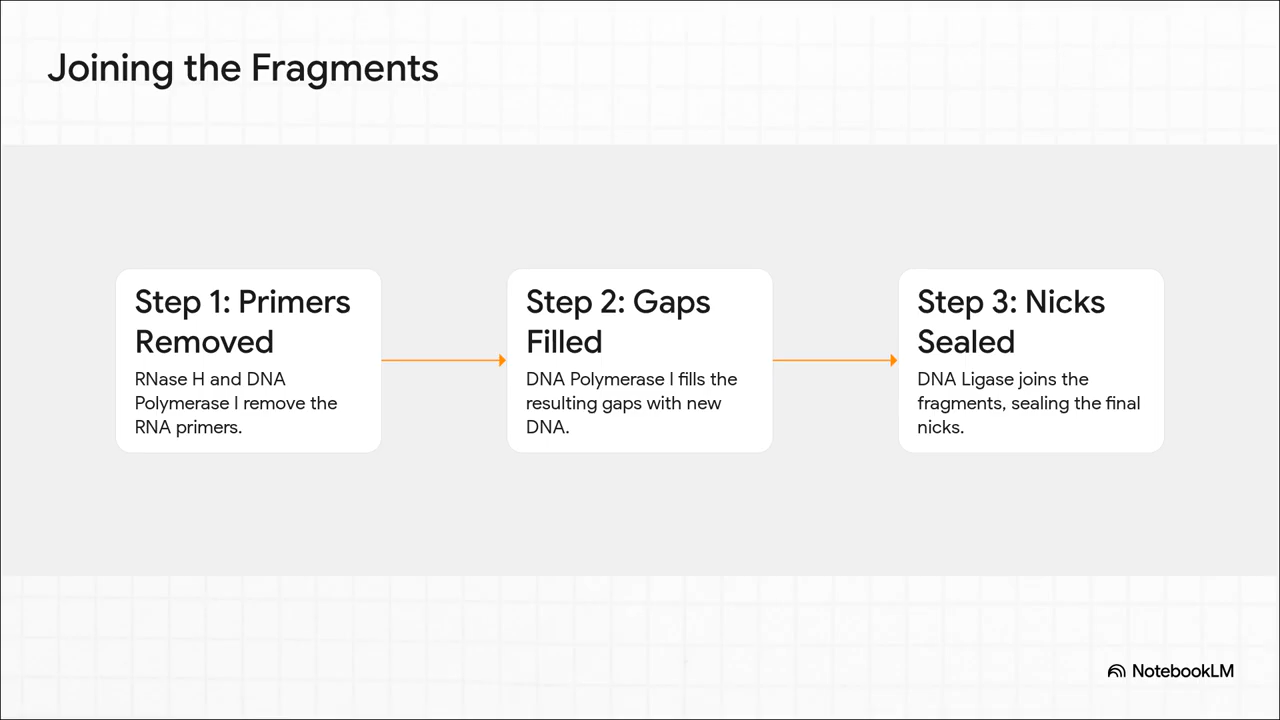 Joining the Fragments
Step 1: Primers
Removed
RNase H and DNA
Polymerase I remove the
RNA primers.
Step 2: Gaps
Filled
DNA Polymerase I fills the
resulting gaps with new
DNA.
Step 3: Nicks
Sealed
DNA Ligase joins the
fragments, sealing the final
nicks.
NotebookLM